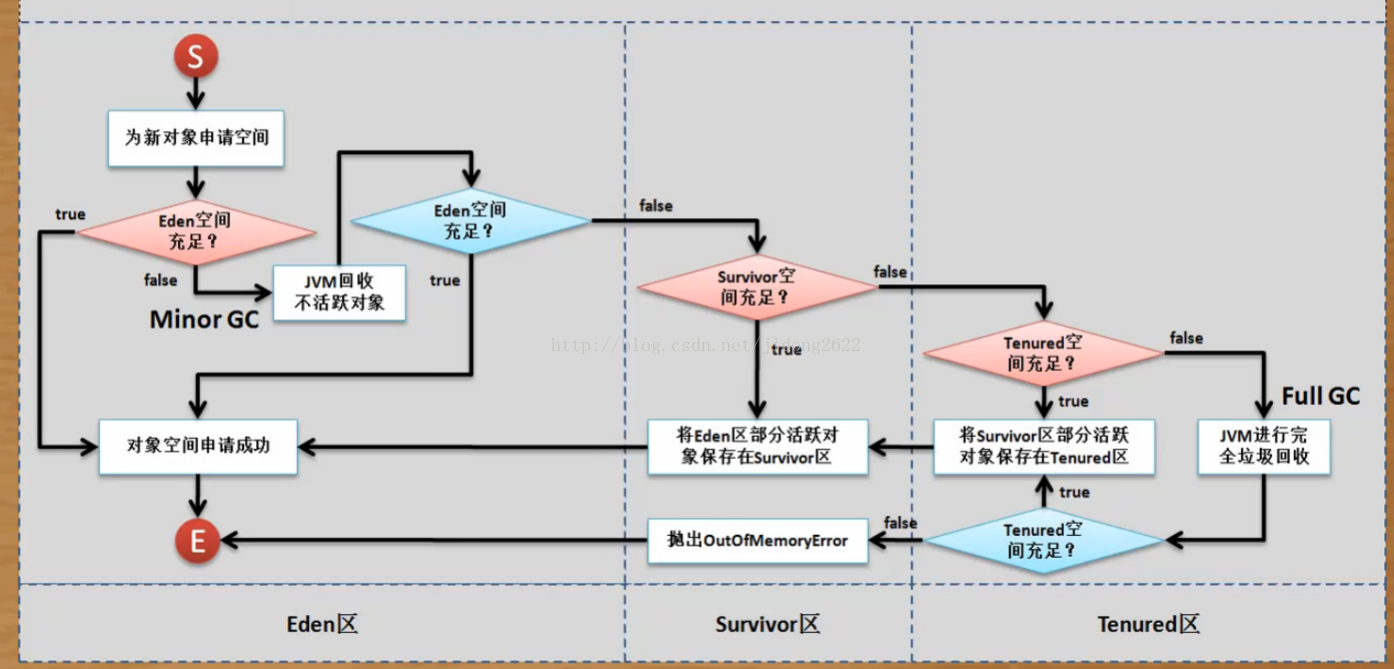 S
为新对象申请空间
true
Eden空间
充足？
false
JVM回收
不活跃对象
Minor GC
Eden空间
充足？
true
false
Survivor空
间充足？
false
true
http://blog.csdn.net/jldong2622
Tenured空
间充足？
false
true
Full GC
对象空间申请成功
将Eden区部分活跃对
象保存在Survivor区
将Survivor区部分活跃
对象保存在Tenured区
JVM进行完
全垃圾回收
true
E
抛出OutOfMemoryError
false
Tenured空
间充足？
Eden区
Survivor区
Tenured区